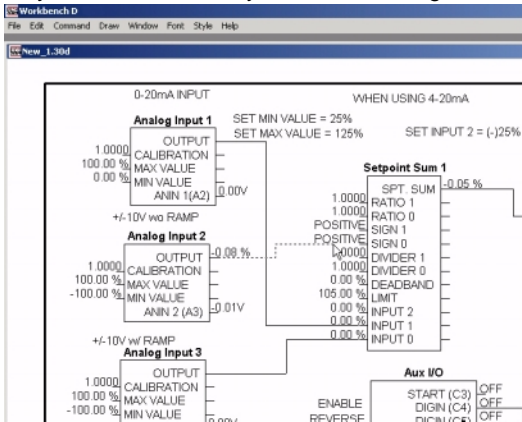 Workbench D
File Edit Command Draw Window Font Style Help
New_1.30d
0-20mA INPUT
WHEN USING 4-20mA
Analog Input 1
SET MIN VALUE = 25%
SET MAX VALUE = 125%
SET INPUT 2 = (-)25%
OUTPUT
1.0000 CALIBRATION
100.00 % MAX VALUE
0.00 % MIN VALUE
ANIN 1(A2) 0.00V
+/-10V wo RAMP
Analog Input 2
OUTPUT -0.08 %
1.0000 CALIBRATION
100.00 % MAX VALUE
-100.00 % MIN VALUE
ANIN 2 (A3) -0.01V
+/-10V w/ RAMP
Analog Input 3
OUTPUT
1.0000 CALIBRATION
100.00 % MAX VALUE
-100.00 % MIN VALUE
0.00V
Setpoint Sum 1
SPT. SUM -0.05 %
1.0000 RATIO 1
1.0000 RATIO 0
POSITIVE SIGN 1
POSITIVE SIGN 0
DIVIDER 1
1.0000 DIVIDER 0
0.00 % DEADBAND
105.00 % LIMIT
0.00 % INPUT 2
0.00 % INPUT 1
0.00 % INPUT 0
Aux I/O
START (C3) OFF
ENABLE DIGIN (C4) OFF
REVERSE DIGIN (C5) OFF